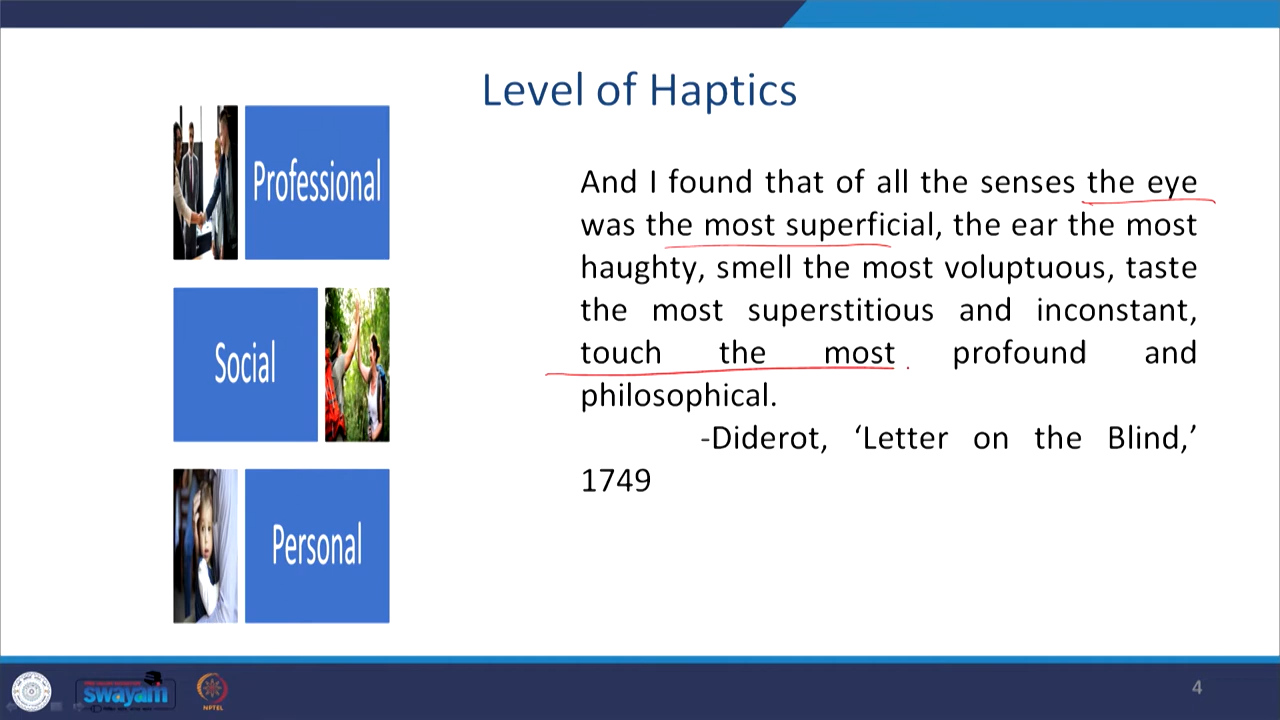 Level of Haptics
Professional
Social
Personal
And I found that of all the senses the eye
was the most superficial, the ear the most
haughty, smell the most voluptuous, taste
the most superstitious and inconstant,
touch the most profound and
philosophical.
-Diderot, ‘Letter on the Blind,’
1749
swayam
NPTEL
4